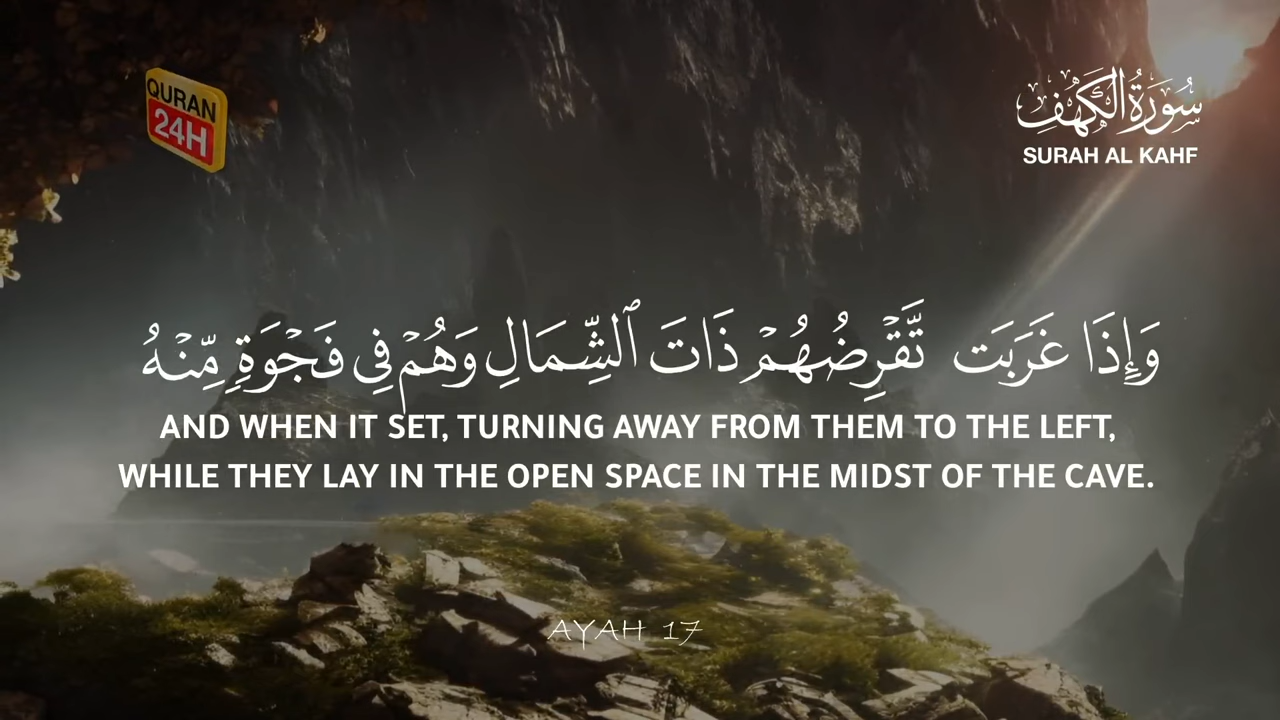 QURAN
24H
سُورَةُ الكَهْفِ
SURAH AL KAHF
وَإِذَا غَرَبَت تَّقْرِضُهُمْ ذَاتَ ٱلشِّمَالِ وَهُمْ فِي فَجْوَةٍ مِّنْهُ
AND WHEN IT SET, TURNING AWAY FROM THEM TO THE LEFT,
WHILE THEY LAY IN THE OPEN SPACE IN THE MIDST OF THE CAVE.
AYAH 17